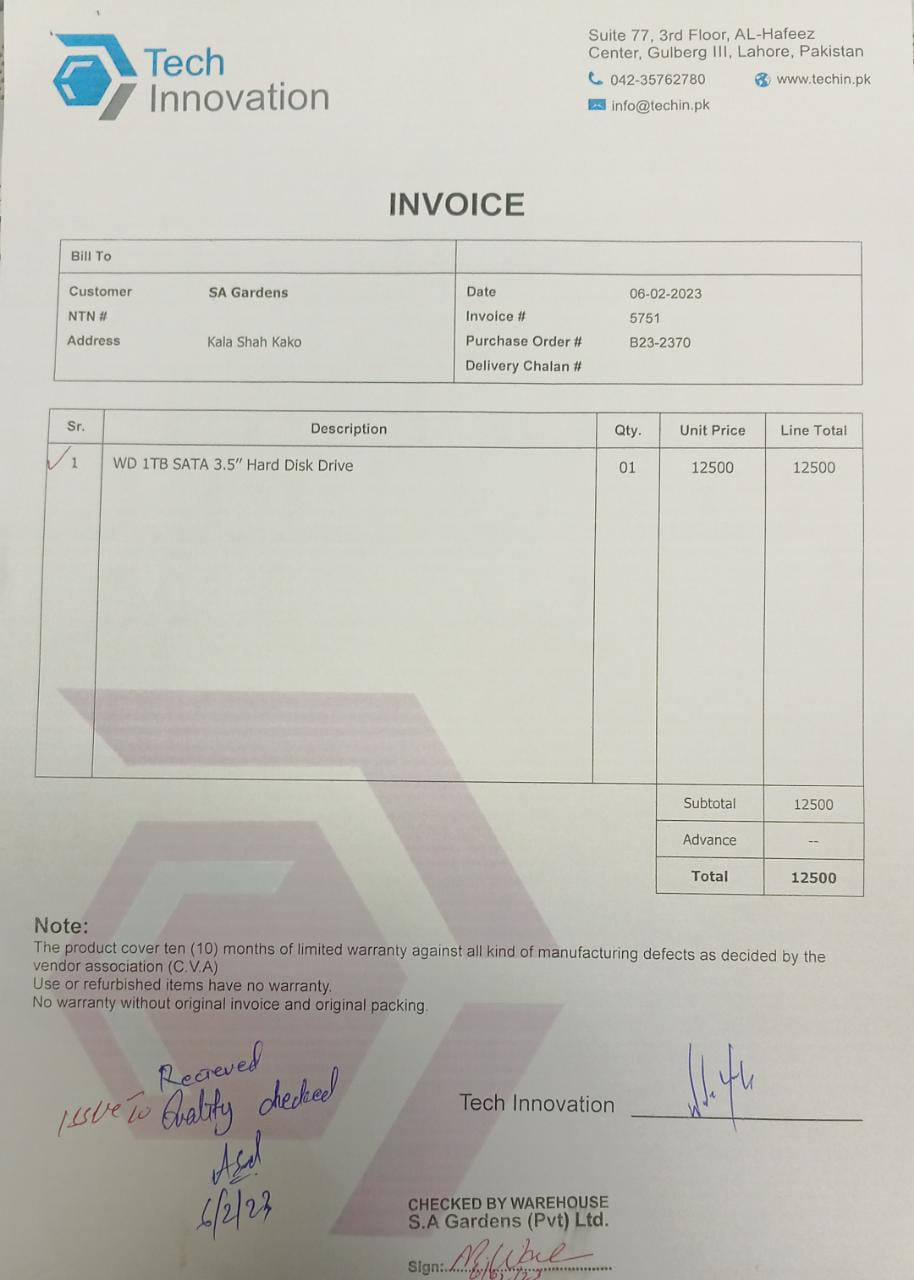 Tech
Innovation
Suite 77, 3rd Floor, AL-Hafeez
Center, Gulberg III, Lahore, Pakistan
042-35762780 www.techin.pk
info@techin.pk
INVOICE
Bill To
Customer SA Gardens
NTN #
Address Kala Shah Kako
Date 06-02-2023
Invoice # 5751
Purchase Order # B23-2370
Delivery Chalan #
Sr. Description Qty. Unit Price Line Total
1 WD 1TB SATA 3.5" Hard Disk Drive 01 12500 12500
Subtotal 12500
Advance --
Total 12500
Note:
The product cover ten (10) months of limited warranty against all kind of manufacturing defects as decided by the
vendor association (C.V.A)
Use or refurbished items have no warranty.
No warranty without original invoice and original packing.
Recieved
Quality checked
6/2/23
ISSUE To
Tech Innovation
CHECKED BY WAREHOUSE
S.A Gardens (Pvt) Ltd.
Sign: